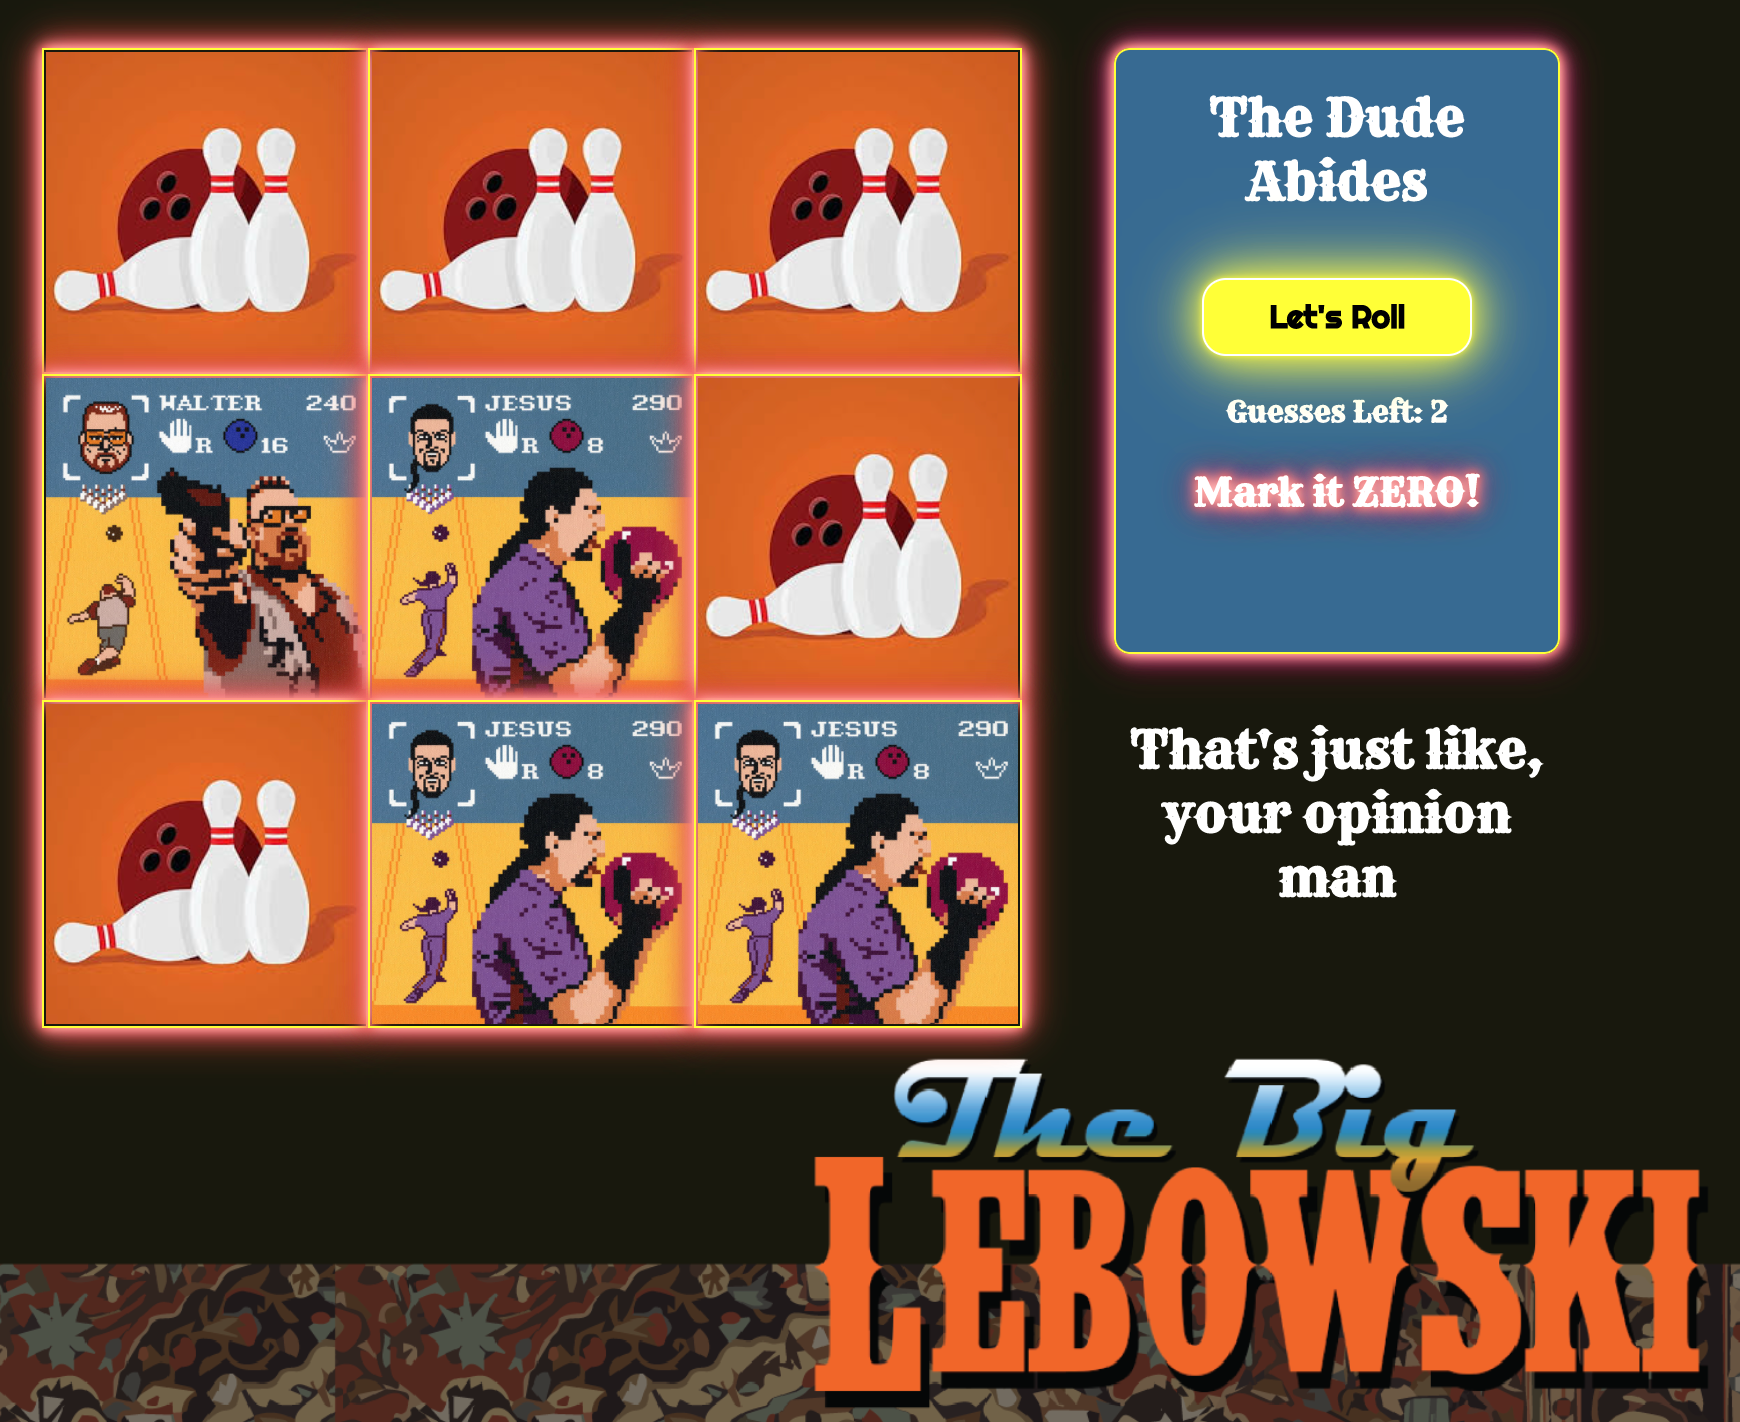 WALTER 240
R 16
JESUS 290
R 8
JESUS 290
R 8
JESUS 290
R 8
The Dude
Abides
Let's Roll
Guesses Left: 2
Mark it ZERO!
That's just like,
your opinion
man
The Big
LEBOWSKI